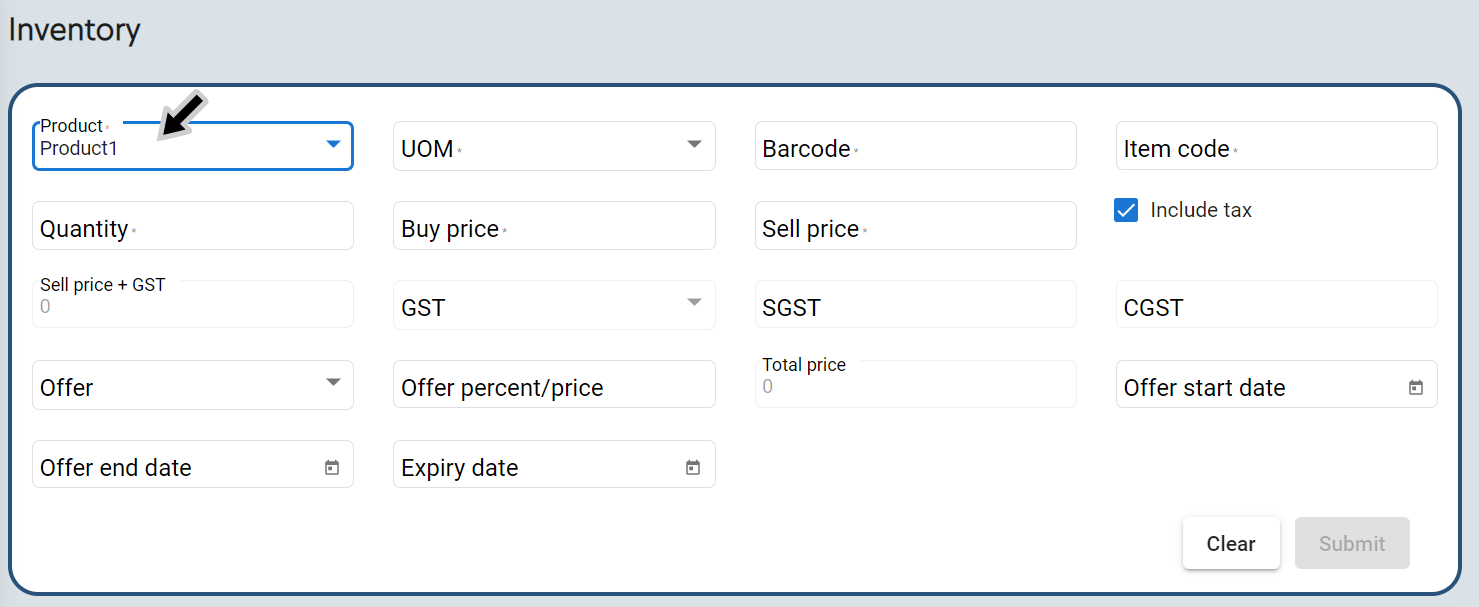 Inventory
Product*
Product1
UOM*
Barcode*
Item code*
Quantity*
Buy price*
Sell price*
Include tax
Sell price + GST
0
GST
SGST
CGST
Offer
Offer percent/price
Total price
0
Offer start date
Offer end date
Expiry date
Clear
Submit